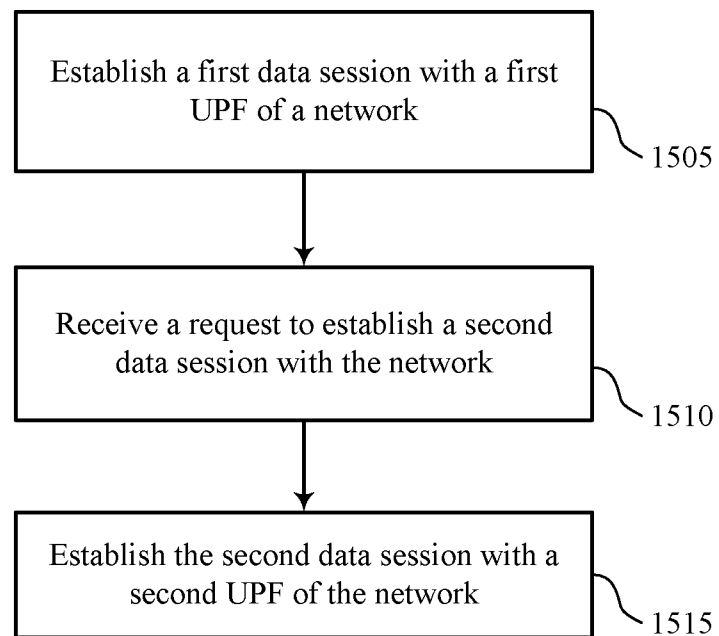 Establish a first data session with a first
UPF of a network
1505
Receive a request to establish a second
data session with the network
1510
Establish the second data session with a
second UPF of the network
1515